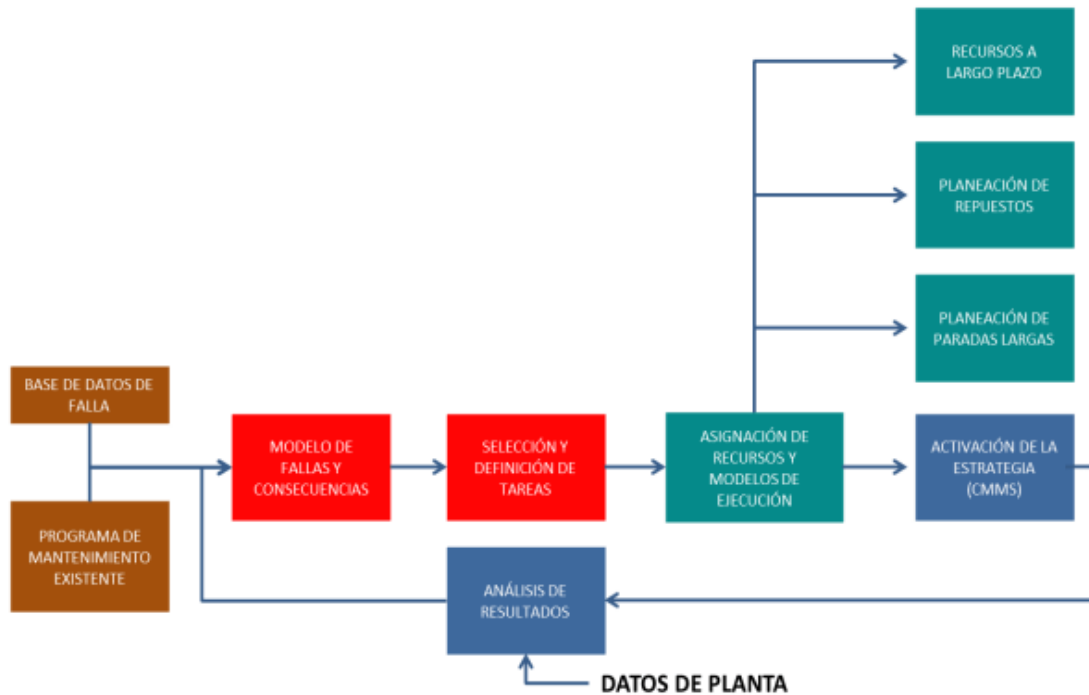 RECURSOS A
LARGO PLAZO
PLANEACIÓN DE
REPUESTOS
PLANEACIÓN DE
PARADAS LARGAS
BASE DE DATOS DE
FALLA
MODELO DE
FALLAS Y
CONSECUENCIAS
SELECCIÓN Y
DEFINICIÓN DE
TAREAS
ASIGNACIÓN DE
RECURSOS Y
MODELOS DE
EJECUCIÓN
ACTIVACIÓN DE LA
ESTRATEGIA
(CMMS)
PROGRAMA DE
MANTENIMIENTO
EXISTENTE
ANÁLISIS DE
RESULTADOS
DATOS DE PLANTA